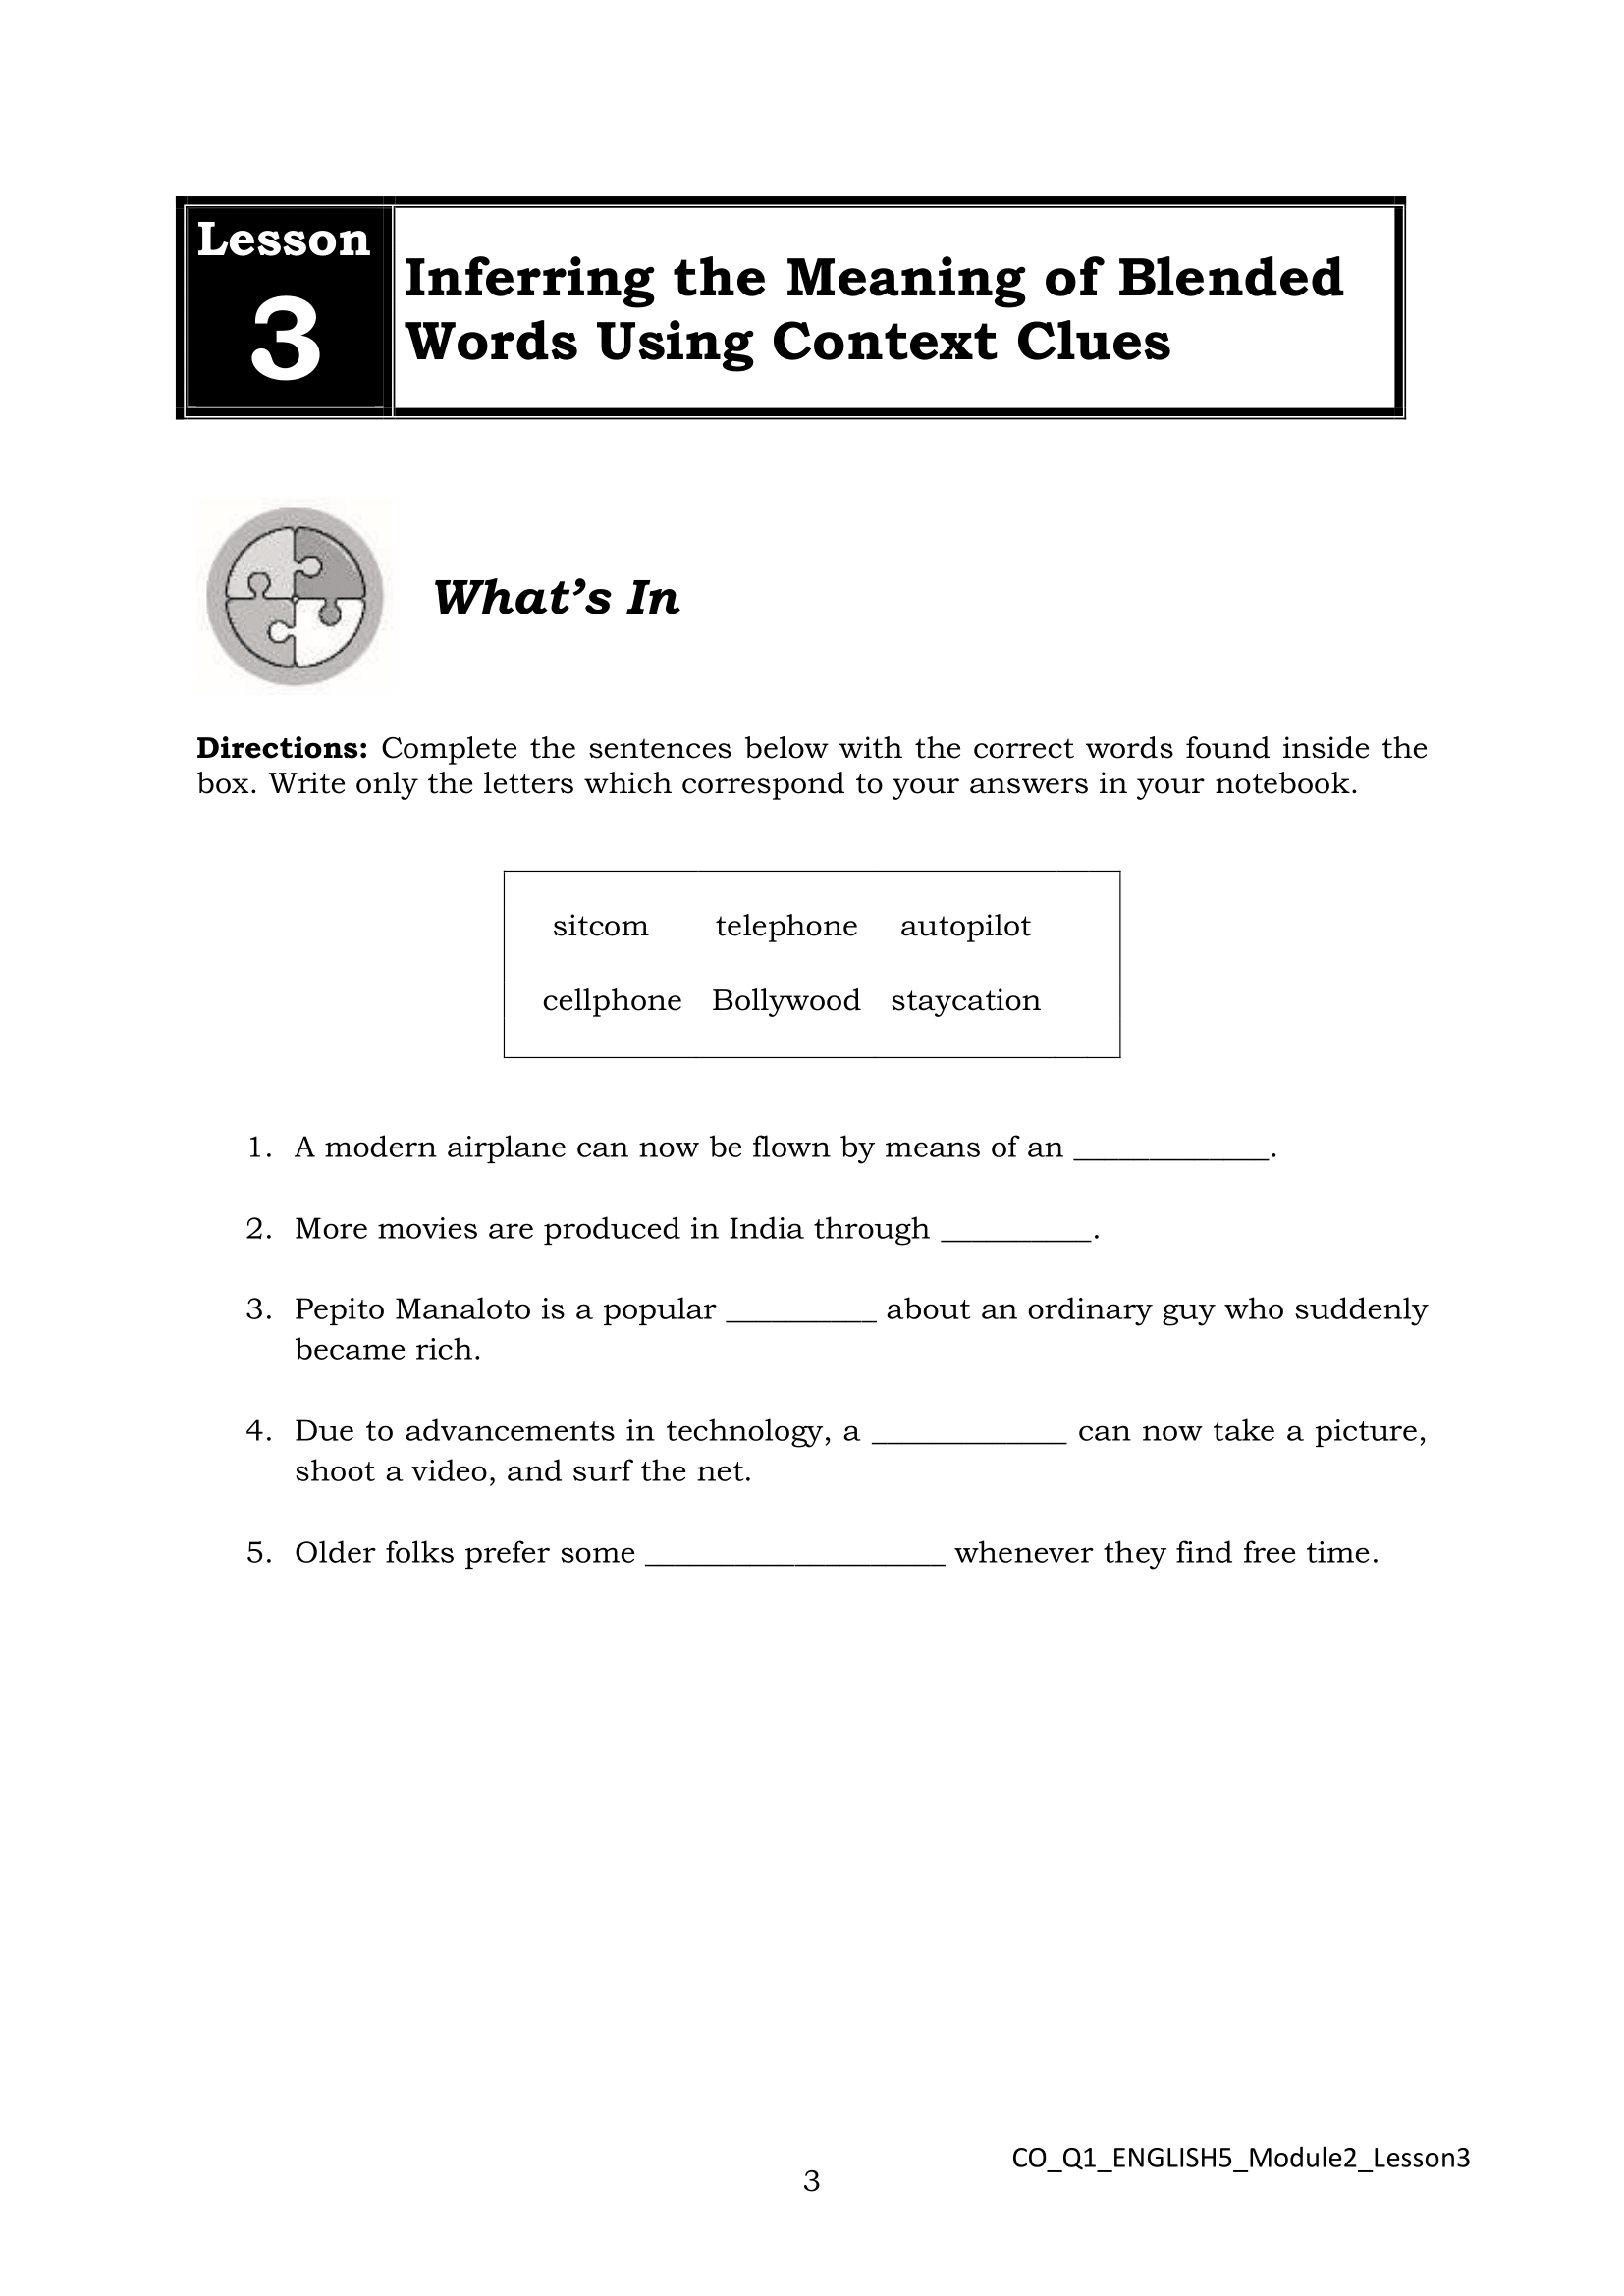 Lesson
3
Inferring the Meaning of Blended
Words Using Context Clues
What's In
Directions: Complete the sentences below with the correct words found inside the
box. Write only the letters which correspond to your answers in your notebook.
sitcom telephone autopilot
cellphone Bollywood staycation
1. A modern airplane can now be flown by means of an _____________.
2. More movies are produced in India through __________.
3. Pepito Manaloto is a popular __________ about an ordinary guy who suddenly
became rich.
4. Due to advancements in technology, a _____________ can now take a picture,
shoot a video, and surf the net.
5. Older folks prefer some ____________________ whenever they find free time.
CO_Q1_ENGLISH5_Module2_Lesson3
3